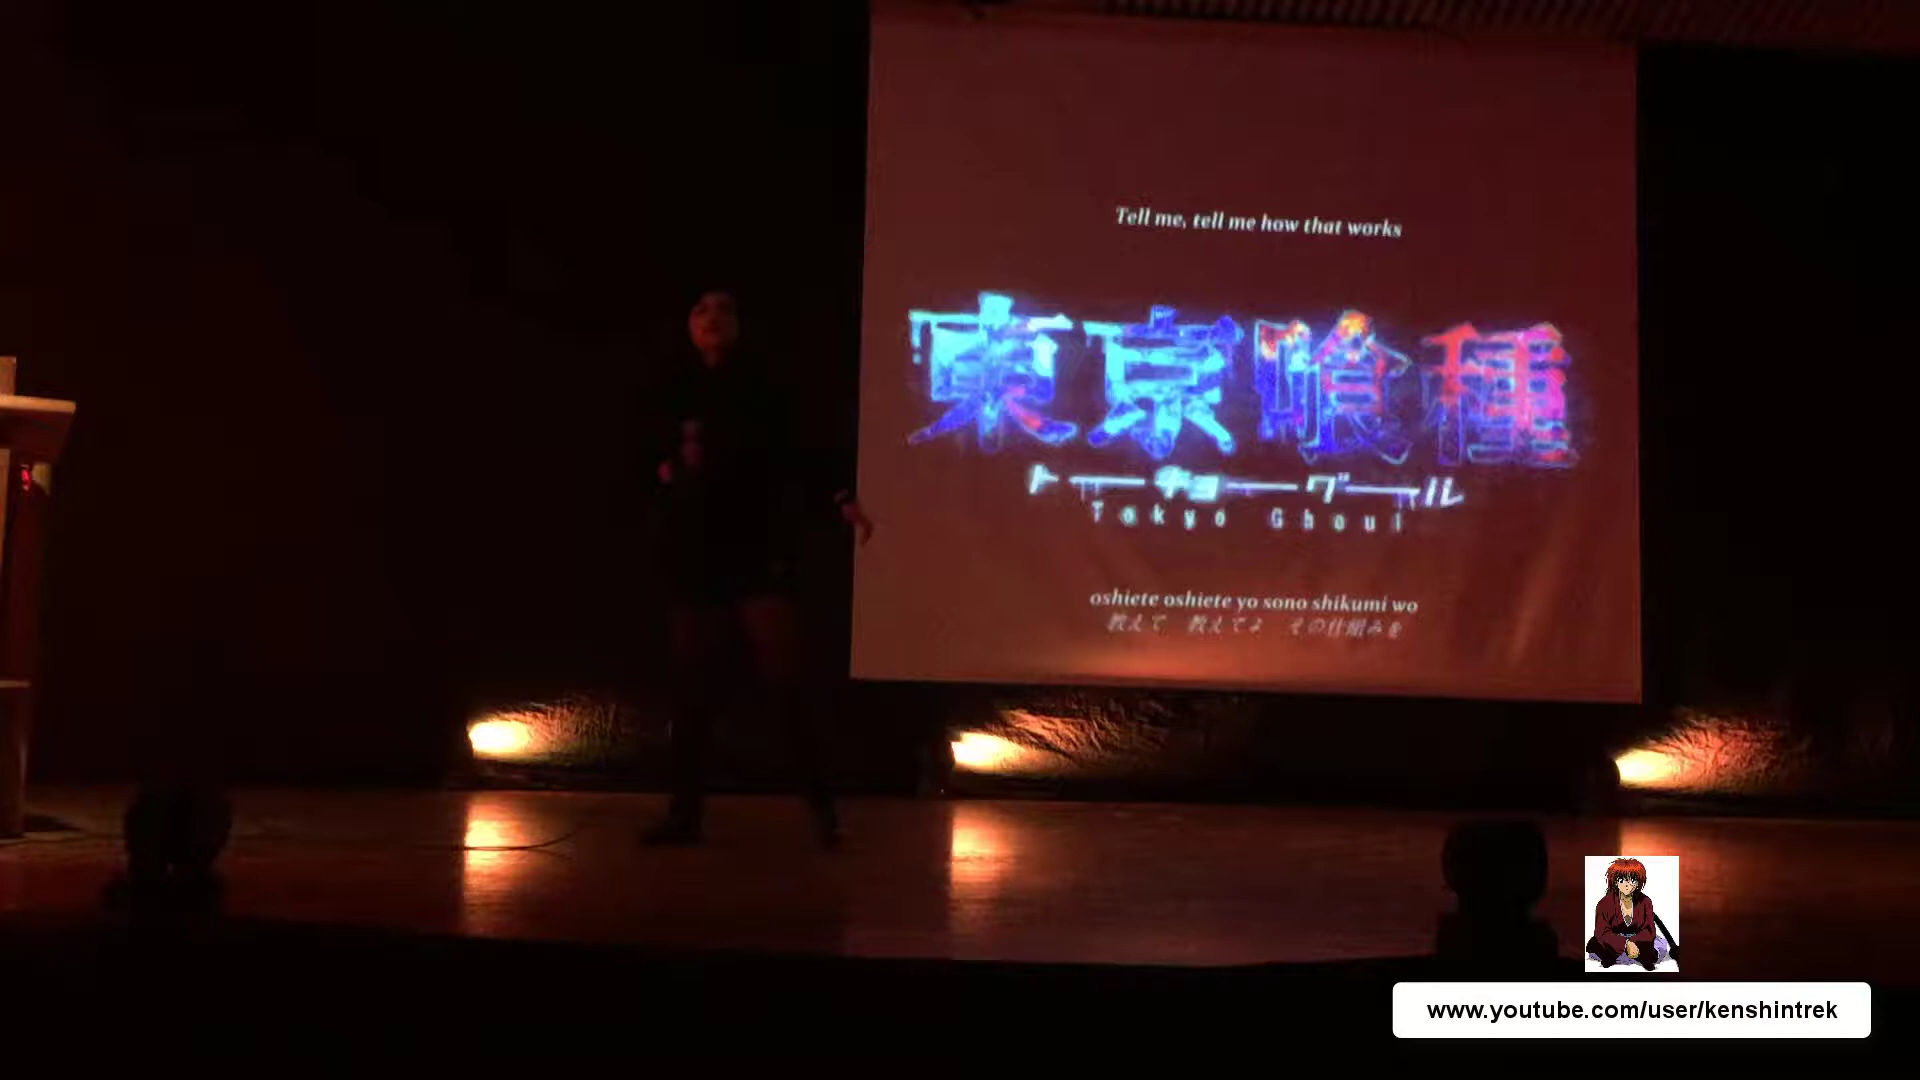 Tell me, tell me how that works
東京喰種
トーキョーグール
Tokyo Ghoul
oshiete oshiete yo sono shikumi wo
教えて 教えてよ その仕組みを
www.youtube.com/user/kenshintrek